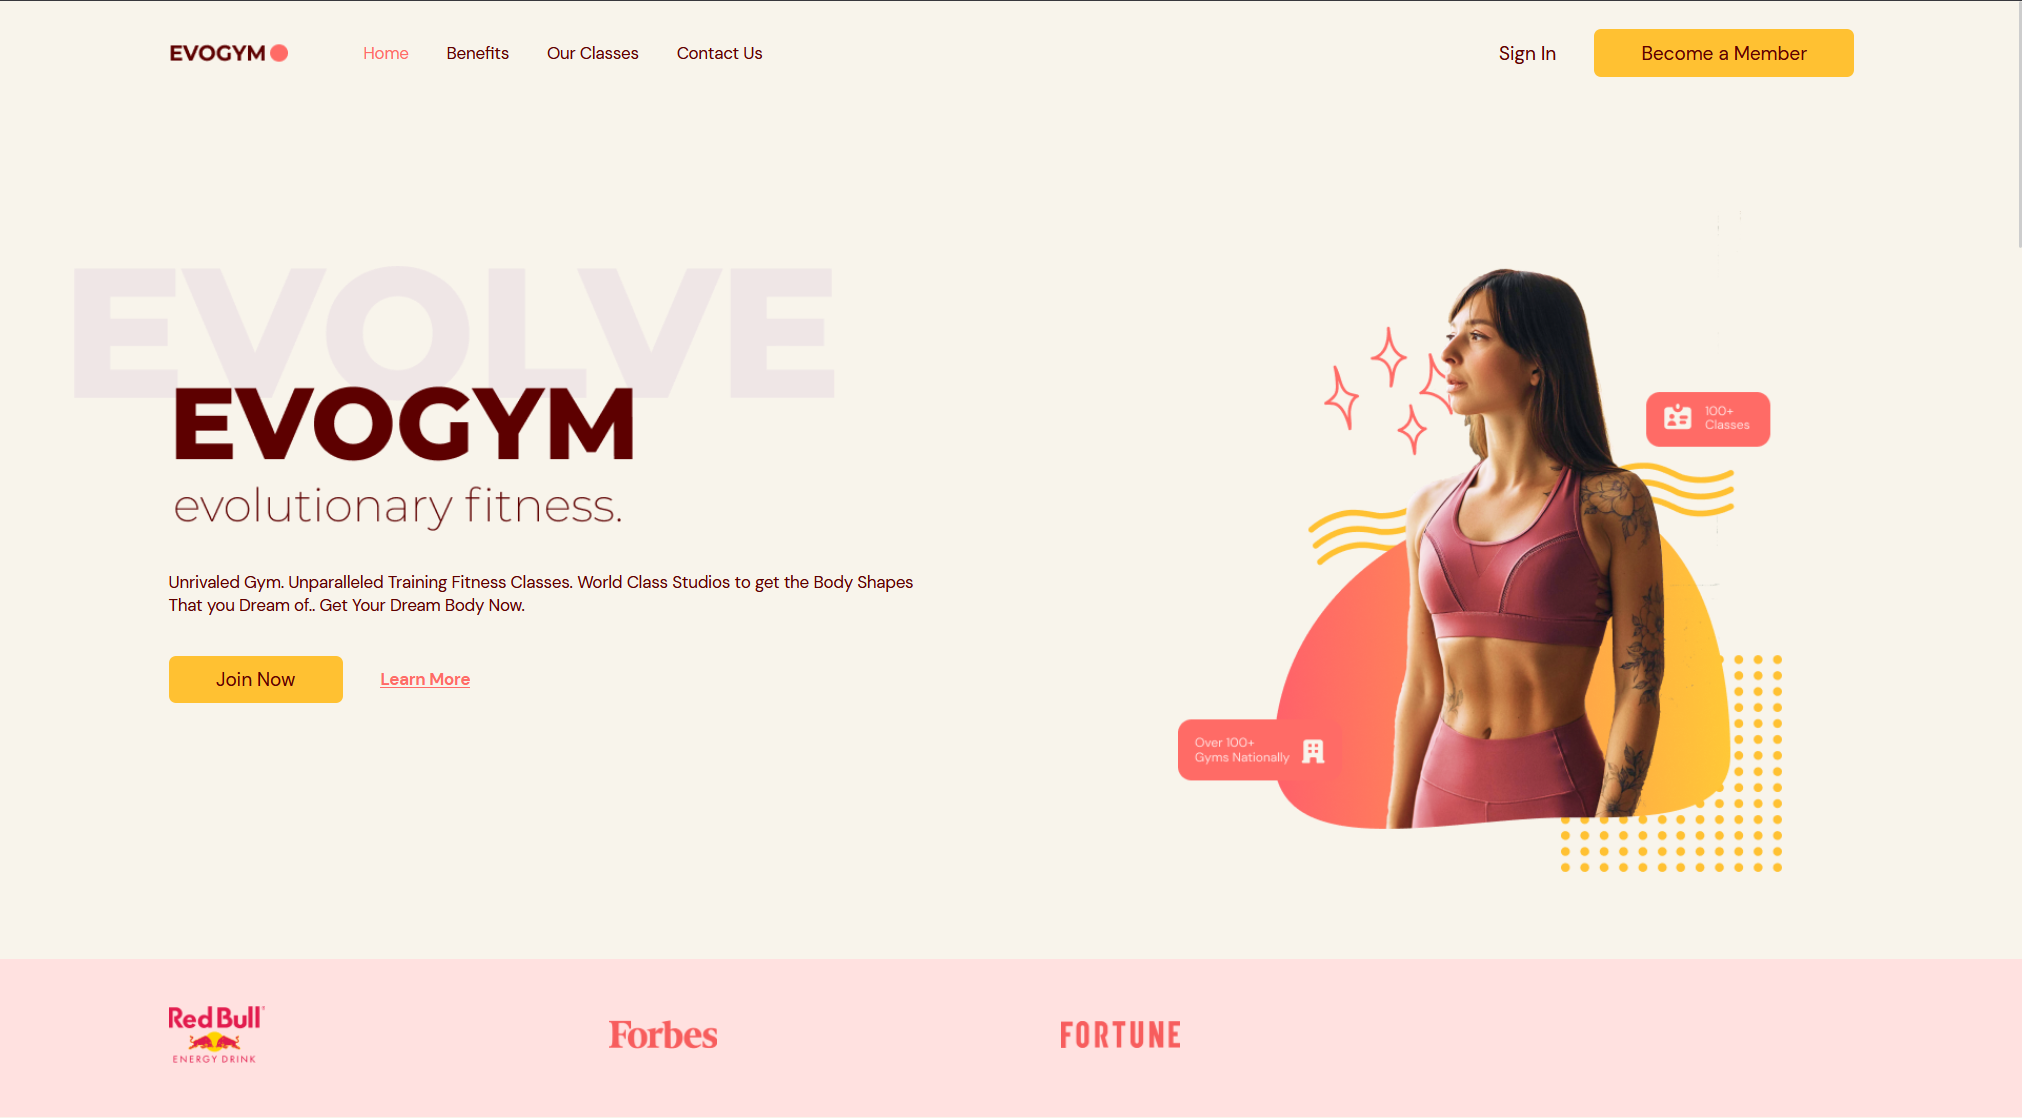 EVOGYM
Home
Benefits
Our Classes
Contact Us
Sign In
Become a Member
EVOLVE
EVOGYM
evolutionary fitness.
Unrivaled Gym. Unparalleled Training Fitness Classes. World Class Studios to get the Body Shapes
That you Dream of.. Get Your Dream Body Now.
Join Now
Learn More
100+
Classes
Over 100+
Gyms Nationally
Red Bull
ENERGY DRINK
Forbes
FORTUNE